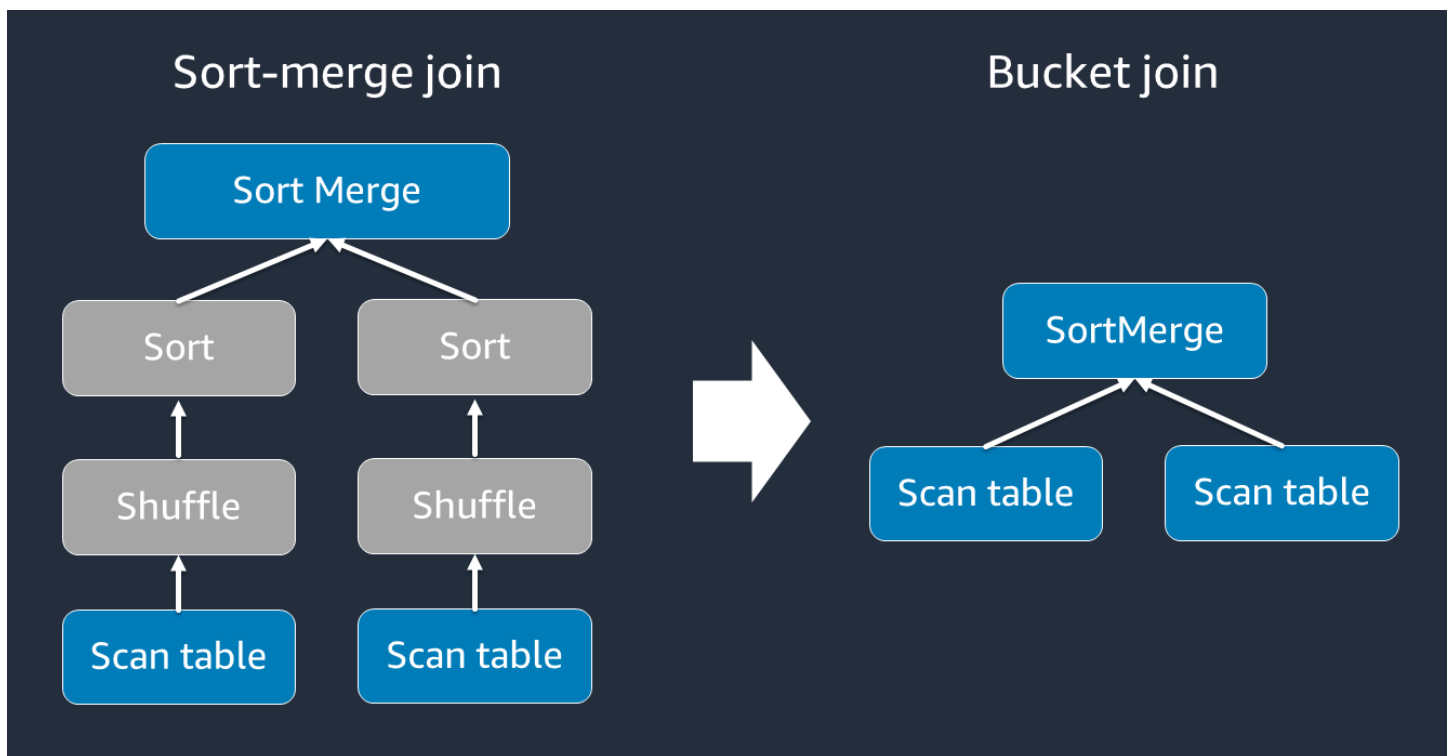 Sort-merge join
Bucket join
Sort Merge
Sort
Sort
Shuffle
Shuffle
Scan table
Scan table
SortMerge
Scan table
Scan table